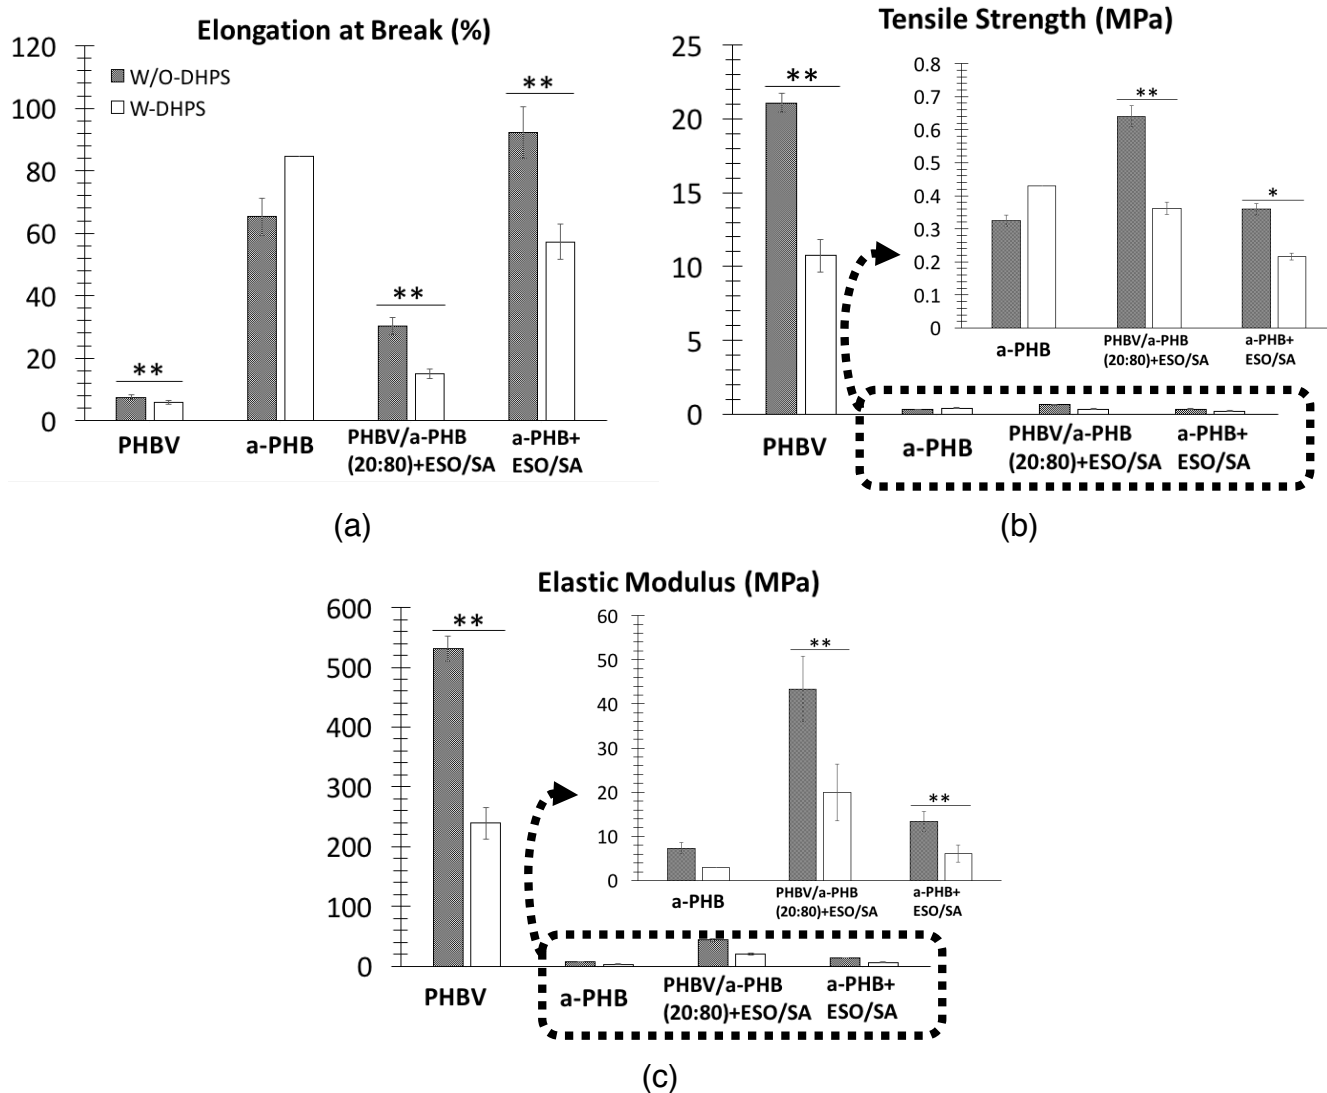 Elongation at Break (%)
120
100
80
60
40
20
0
W/O-DHPS
W-DHPS
**
**
**
PHBV
a-PHB
PHBV/a-PHB
(20:80)+ESO/SA
a-PHB+
ESO/SA
(a)
Tensile Strength (MPa)
25
20
15
10
5
0
**
0.8
0.7
0.6
0.5
0.4
0.3
0.2
0.1
0
**
*
a-PHB
PHBV/a-PHB
(20:80)+ESO/SA
a-PHB+
ESO/SA
PHBV
a-PHB
PHBV/a-PHB
(20:80)+ESO/SA
a-PHB+
ESO/SA
(b)
Elastic Modulus (MPa)
600
500
400
300
200
100
0
**
60
50
40
30
20
10
0
**
**
a-PHB
PHBV/a-PHB
(20:80)+ESO/SA
a-PHB+
ESO/SA
PHBV
a-PHB
PHBV/a-PHB
(20:80)+ESO/SA
a-PHB+
ESO/SA
(c)